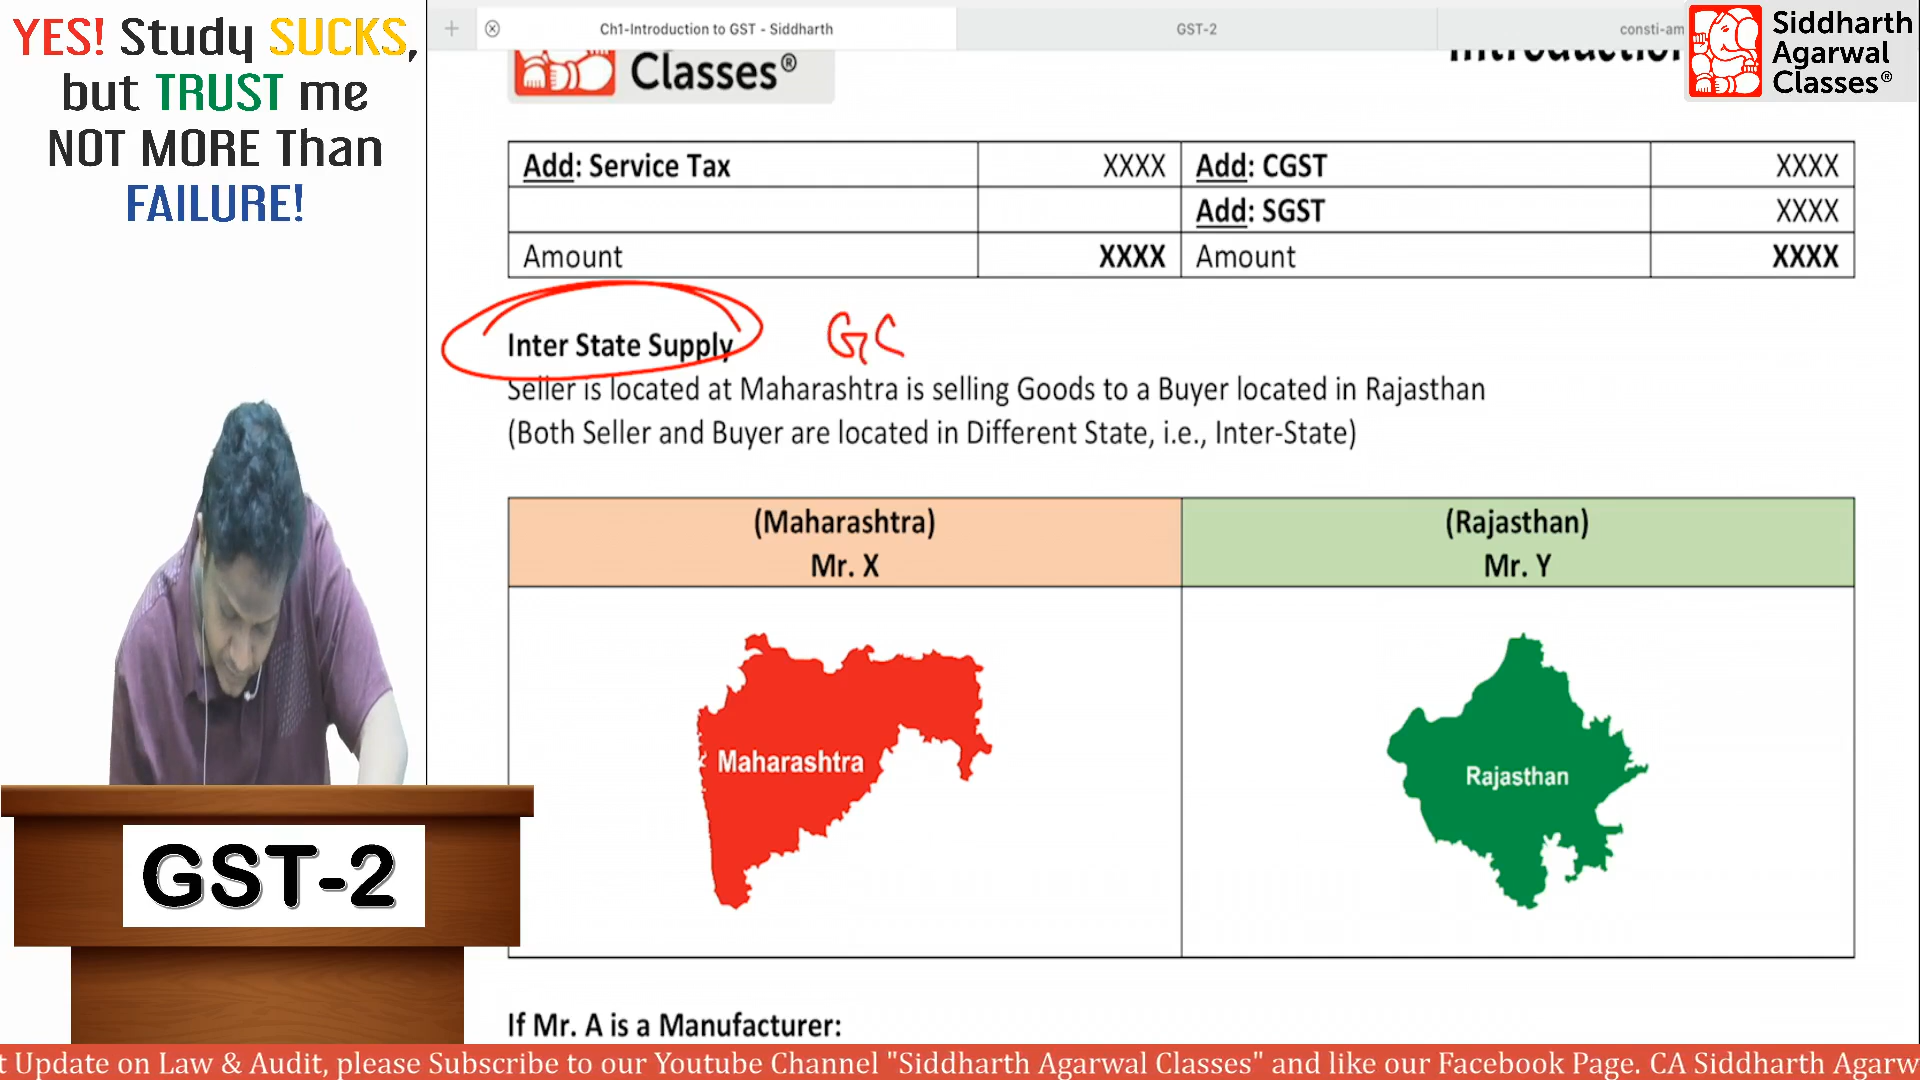 YES! Study SUCKS,
but TRUST me
NOT MORE Than
FAILURE!
Ch1-Introduction to GST - Siddharth
GST-2
consti-am
Siddharth
Agarwal
Classes®
Classes®
Introduction
Add: Service Tax XXXX Add: CGST XXXX
Add: SGST XXXX
Amount XXXX Amount XXXX
Inter State Supply GC
Seller is located at Maharashtra is selling Goods to a Buyer located in Rajasthan
(Both Seller and Buyer are located in Different State, i.e., Inter-State)
(Maharashtra) (Rajasthan)
Mr. X Mr. Y
Maharashtra
Rajasthan
GST-2
If Mr. A is a Manufacturer:
t Update on Law & Audit, please Subscribe to our Youtube Channel "Siddharth Agarwal Classes" and like our Facebook Page. CA Siddharth Agarw